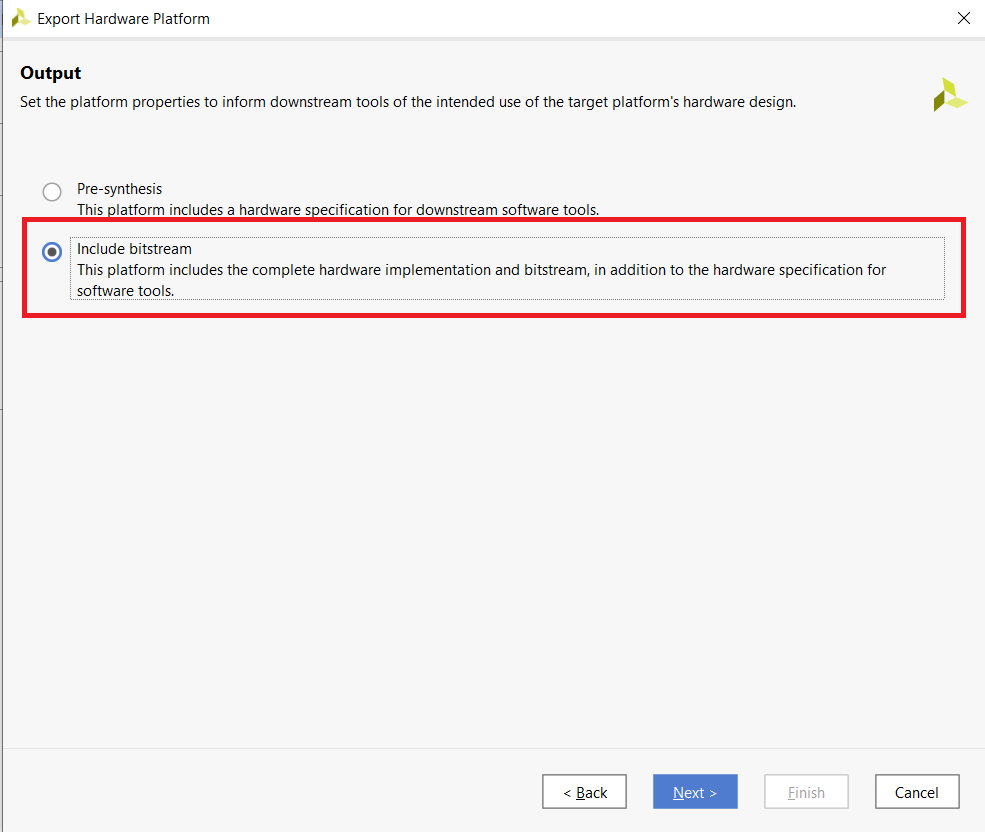 Export Hardware Platform
Output
Set the platform properties to inform downstream tools of the intended use of the target platform's hardware design.
Pre-synthesis
This platform includes a hardware specification for downstream software tools.
Include bitstream
This platform includes the complete hardware implementation and bitstream, in addition to the hardware specification for
software tools.
< Back
Next >
Finish
Cancel